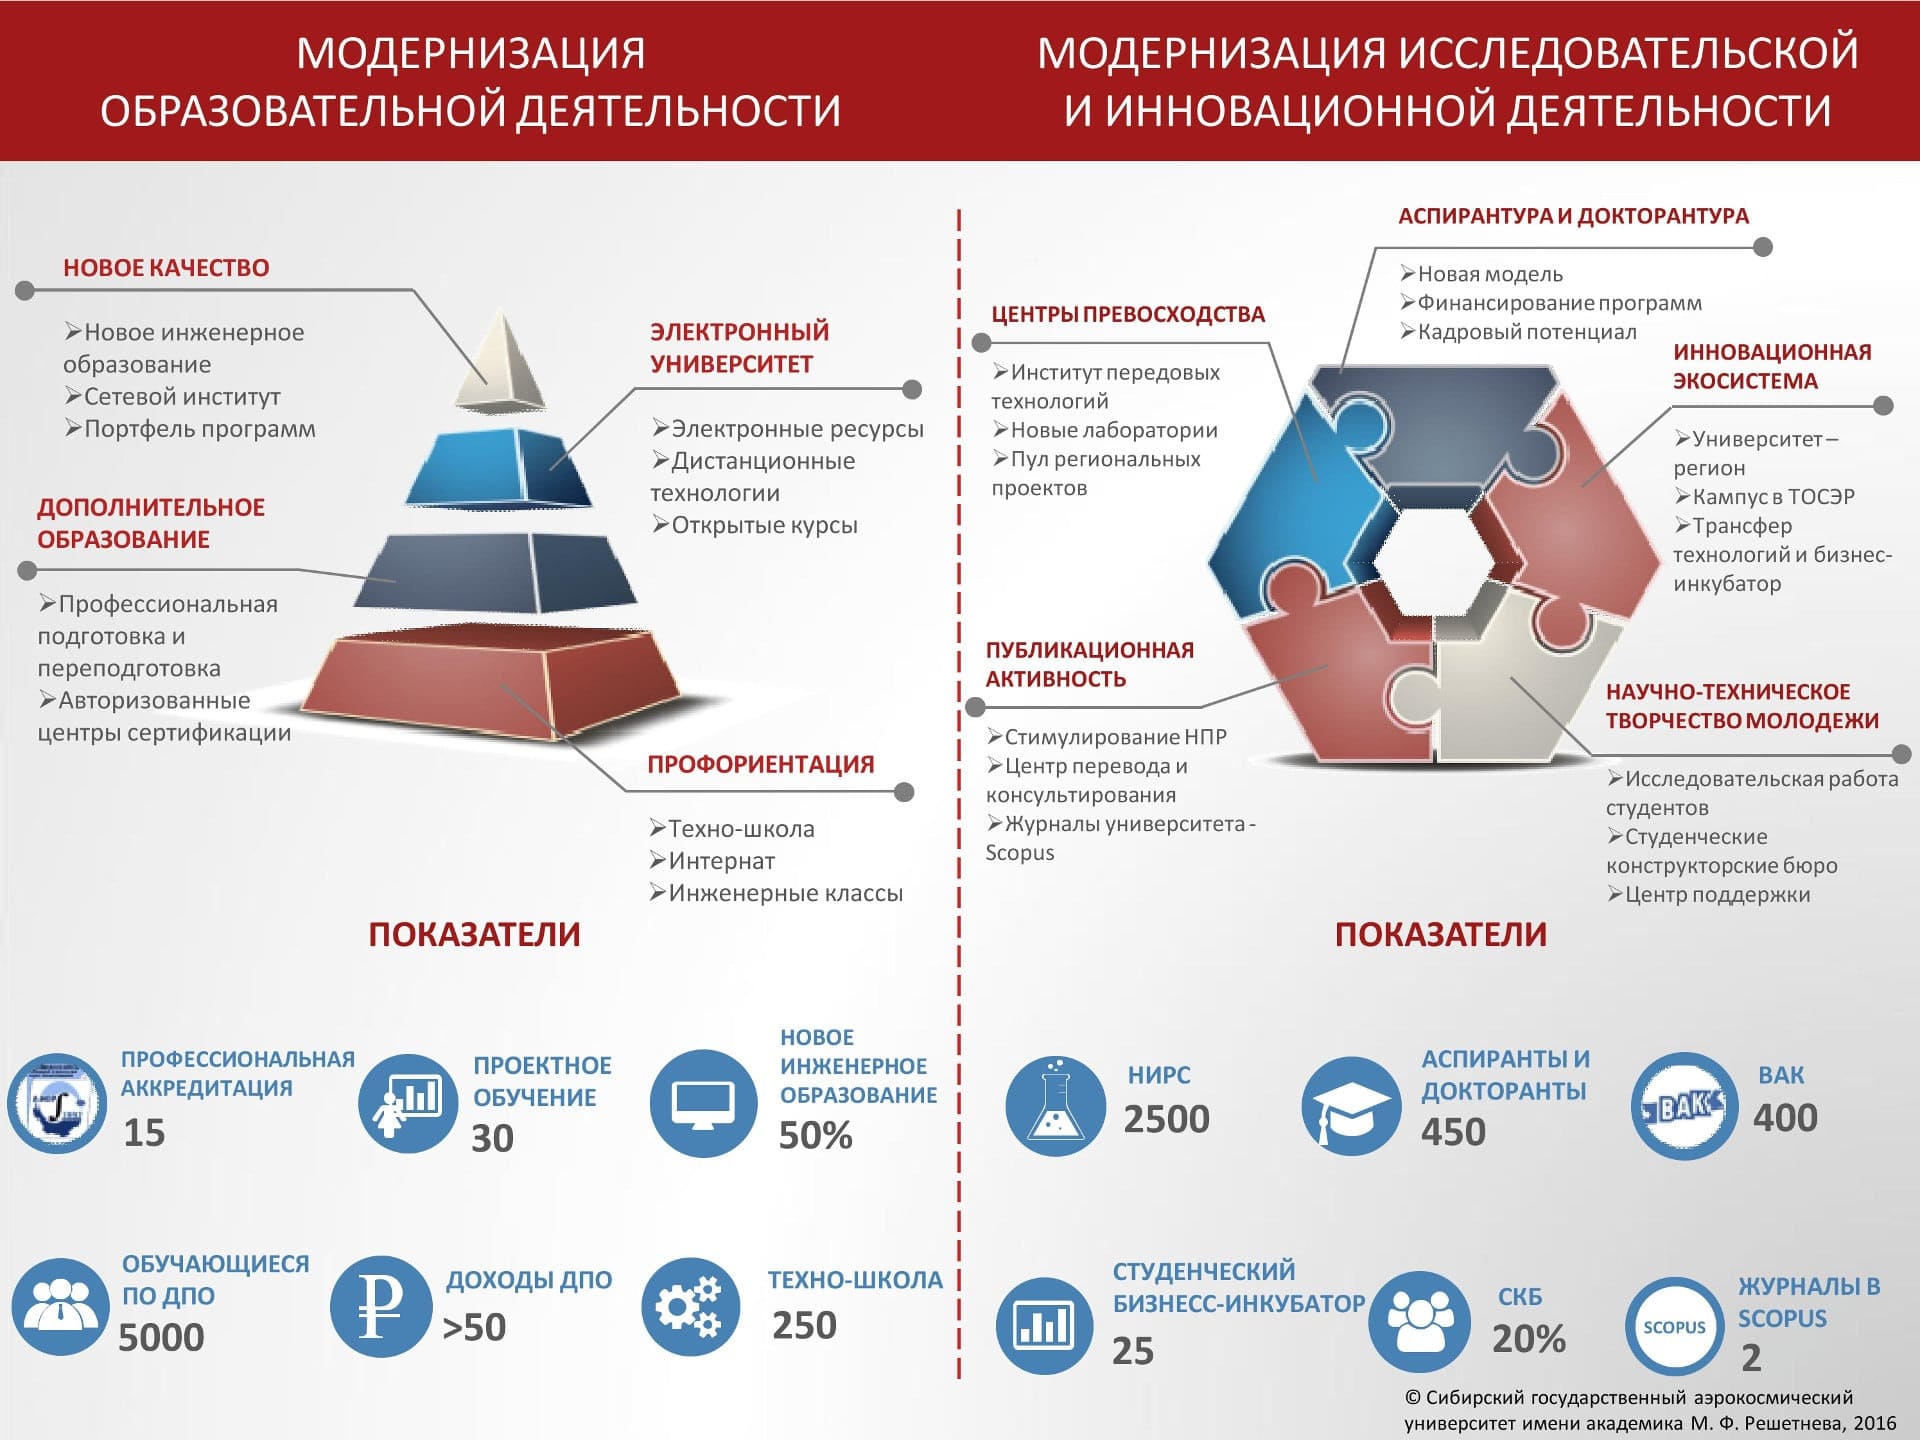 МОДЕРНИЗАЦИЯ
ОБРАЗОВАТЕЛЬНОЙ ДЕЯТЕЛЬНОСТИ
НОВОЕ КАЧЕСТВО
➢Новое инженерное
образование
➢Сетевой институт
➢Портфель программ
ЭЛЕКТРОННЫЙ
УНИВЕРСИТЕТ
➢Электронные ресурсы
➢Дистанционные
технологии
➢Открытые курсы
ДОПОЛНИТЕЛЬНОЕ
ОБРАЗОВАНИЕ
➢Профессиональная
подготовка и
переподготовка
➢Авторизованные
центры сертификации
ПРОФОРИЕНТАЦИЯ
➢Техно-школа
➢Интернат
➢Инженерные классы
ПОКАЗАТЕЛИ
ПРОФЕССИОНАЛЬНАЯ
АККРЕДИТАЦИЯ
15
ПРОЕКТНОЕ
ОБУЧЕНИЕ
30
НОВОЕ
ИНЖЕНЕРНОЕ
ОБРАЗОВАНИЕ
50%
ОБУЧАЮЩИЕСЯ
ПО ДПО
5000
₽
ДОХОДЫ ДПО
>50
ТЕХНО-ШКОЛА
250
МОДЕРНИЗАЦИЯ ИССЛЕДОВАТЕЛЬСКОЙ
И ИННОВАЦИОННОЙ ДЕЯТЕЛЬНОСТИ
АСПИРАНТУРА И ДОКТОРАНТУРА
➢Новая модель
➢Финансирование программ
➢Кадровый потенциал
ЦЕНТРЫ ПРЕВОСХОДСТВА
➢Институт передовых
технологий
➢Новые лаборатории
➢Пул региональных
проектов
ИННОВАЦИОННАЯ
ЭКОСИСТЕМА
➢Университет –
регион
➢Кампус в ТОСЭР
➢Трансфер
технологий и бизнес-
инкубатор
ПУБЛИКАЦИОННАЯ
АКТИВНОСТЬ
➢Стимулирование НПР
➢Центр перевода и
консультирования
➢Журналы университета -
Scopus
НАУЧНО-ТЕХНИЧЕСКОЕ
ТВОРЧЕСТВО МОЛОДЕЖИ
➢Исследовательская работа
студентов
➢Студенческие
конструкторские бюро
➢Центр поддержки
ПОКАЗАТЕЛИ
НИРС
2500
АСПИРАНТЫ И
ДОКТОРАНТЫ
450
ВАК
ВАК
400
СТУДЕНЧЕСКИЙ
БИЗНЕСС-ИНКУБАТОР
25
СКБ
20%
SCOPUS
ЖУРНАЛЫ В
SCOPUS
2
© Сибирский государственный аэрокосмический
университет имени академика М. Ф. Решетнева, 2016